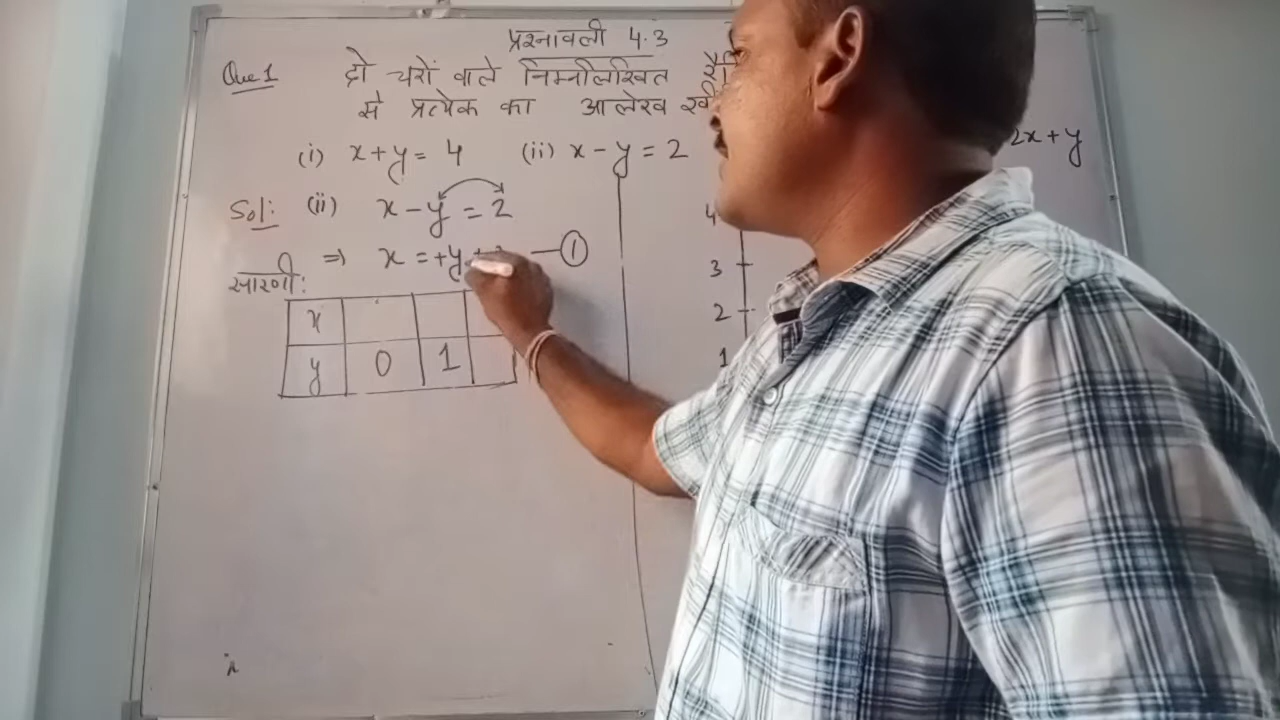 प्रश्नावली 4.3
Que 1 दो चरों वाले निम्नलिखित
से प्रत्येक का आलेख
(i) x+y= 4 (ii) x-y=2 2x+y
Sol: (ii) x-y=2
⇒ x=+y+ —①
सारणी:
x
y 0 1
4
3
2
1